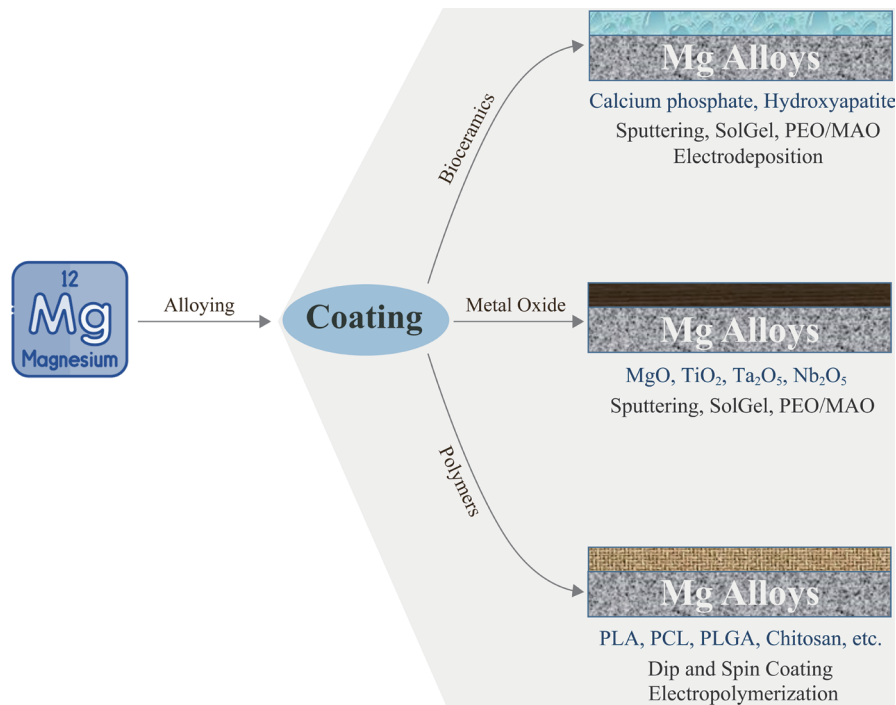 12
Mg
Magnesium
Alloying
Coating
Bioceramics
Metal Oxide
Polymers
Mg Alloys
Calcium phosphate, Hydroxyapatite
Sputtering, SolGel, PEO/MAO
Electrodeposition
Mg Alloys
MgO, TiO₂, Ta₂O₅, Nb₂O₅
Sputtering, SolGel, PEO/MAO
Mg Alloys
PLA, PCL, PLGA, Chitosan, etc.
Dip and Spin Coating
Electropolymerization